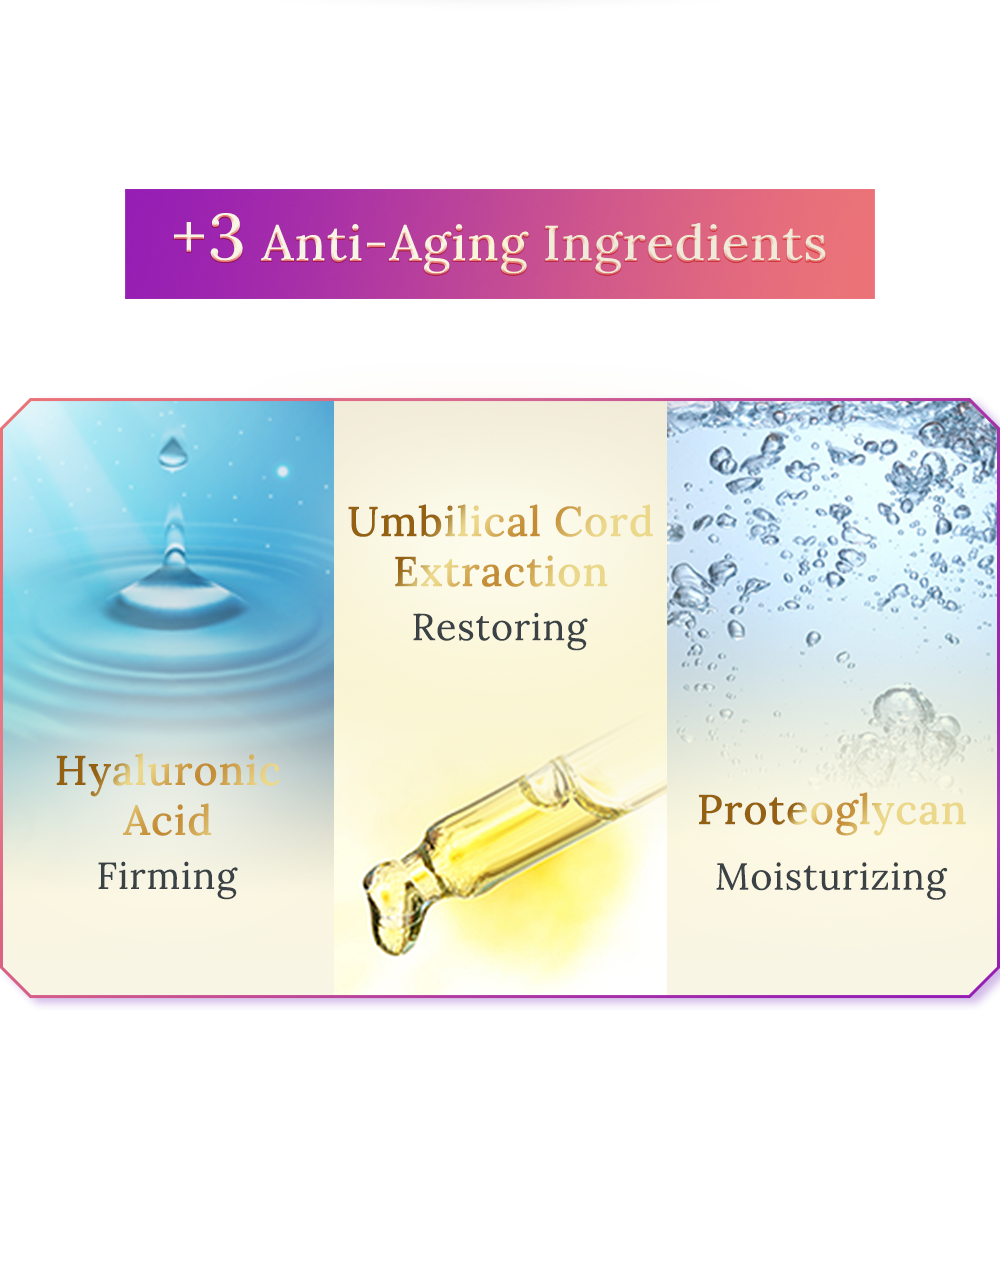 +3 Anti-Aging Ingredients
Hyaluronic
Acid
Firming
Umbilical Cord
Extraction
Restoring
Proteoglycan
Moisturizing